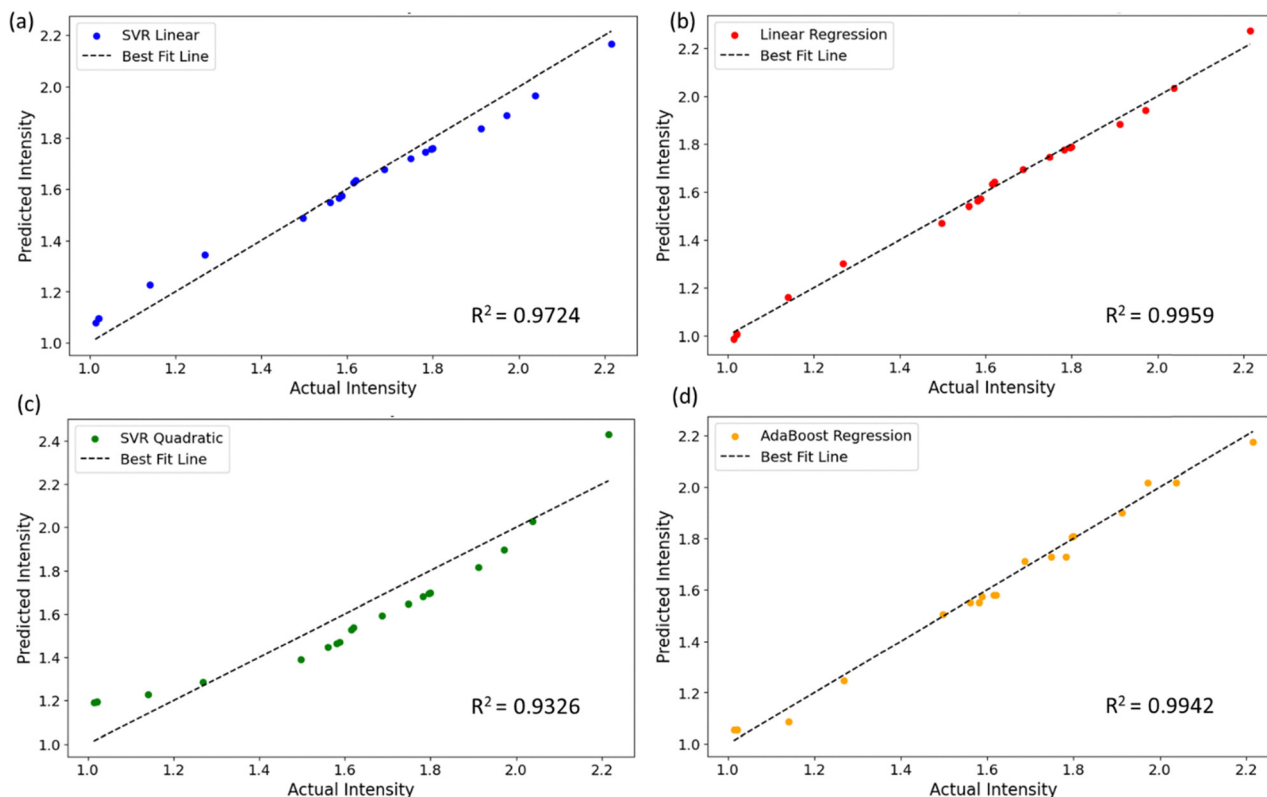 (a)
SVR Linear
Best Fit Line
Predicted Intensity
2.2
2.0
1.8
1.6
1.4
1.2
1.0
R² = 0.9724
1.0 1.2 1.4 1.6 1.8 2.0 2.2
Actual Intensity
(b)
Linear Regression
Best Fit Line
Predicted Intensity
2.2
2.0
1.8
1.6
1.4
1.2
1.0
R² = 0.9959
1.0 1.2 1.4 1.6 1.8 2.0 2.2
Actual Intensity
(c)
SVR Quadratic
Best Fit Line
Predicted Intensity
2.4
2.2
2.0
1.8
1.6
1.4
1.2
1.0
R² = 0.9326
1.0 1.2 1.4 1.6 1.8 2.0 2.2
Actual Intensity
(d)
AdaBoost Regression
Best Fit Line
Predicted Intensity
2.2
2.0
1.8
1.6
1.4
1.2
1.0
R² = 0.9942
1.0 1.2 1.4 1.6 1.8 2.0 2.2
Actual Intensity